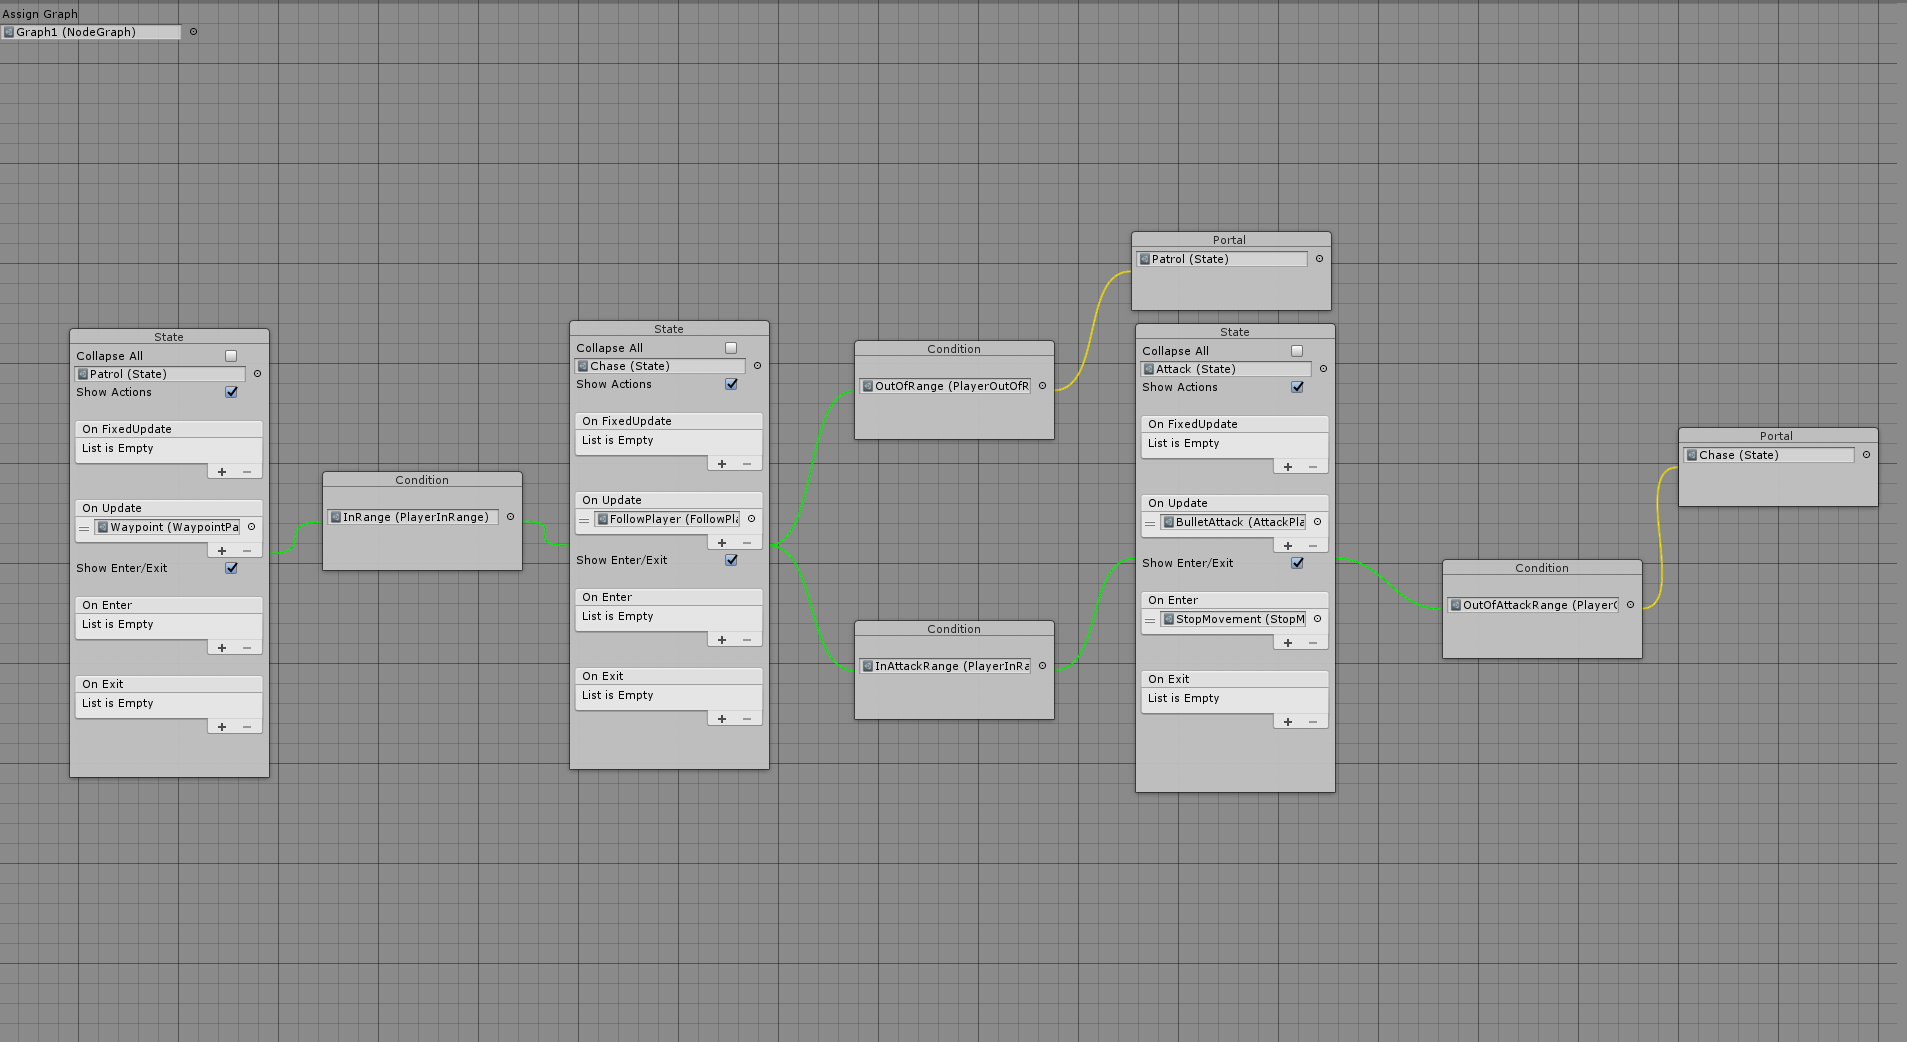 Assign Graph
Graph1 (NodeGraph)
State
Collapse All
Patrol (State)
Show Actions
On FixedUpdate
List is Empty
On Update
Waypoint (WaypointPa
Show Enter/Exit
On Enter
List is Empty
On Exit
List is Empty
Condition
InRange (PlayerInRange)
State
Collapse All
Chase (State)
Show Actions
On FixedUpdate
List is Empty
On Update
FollowPlayer (FollowPla
Show Enter/Exit
On Enter
List is Empty
On Exit
List is Empty
Condition
OutOfRange (PlayerOutOfR
Condition
InAttackRange (PlayerInRa
Portal
Patrol (State)
State
Collapse All
Attack (State)
Show Actions
On FixedUpdate
List is Empty
On Update
BulletAttack (AttackPla
Show Enter/Exit
On Enter
StopMovement (StopM
On Exit
List is Empty
Condition
OutOfAttackRange (PlayerO
Portal
Chase (State)